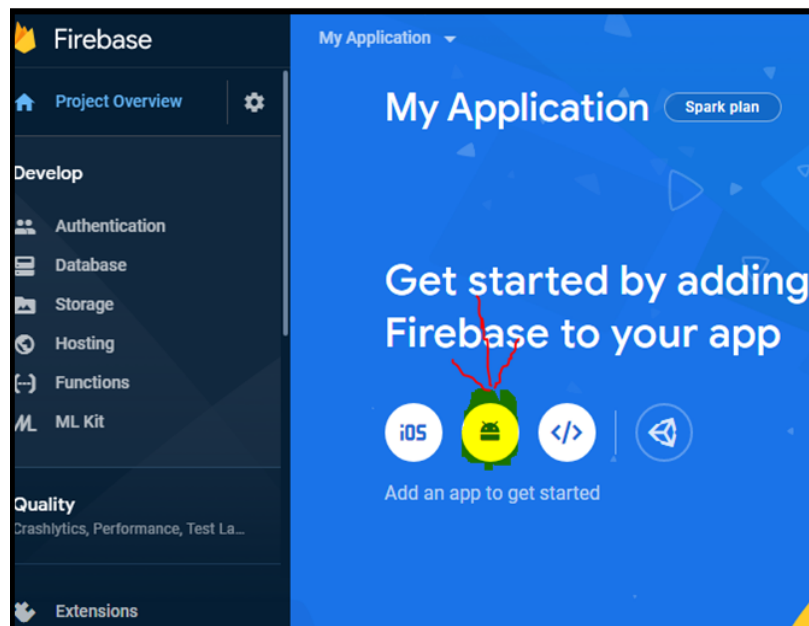 Firebase
My Application
Project Overview
My Application
Spark plan
Develop
Authentication
Database
Storage
Hosting
Functions
ML Kit
Get started by adding
Firebase to your app
iOS
</>
Add an app to get started
Quality
Crashlytics, Performance, Test La...
Extensions